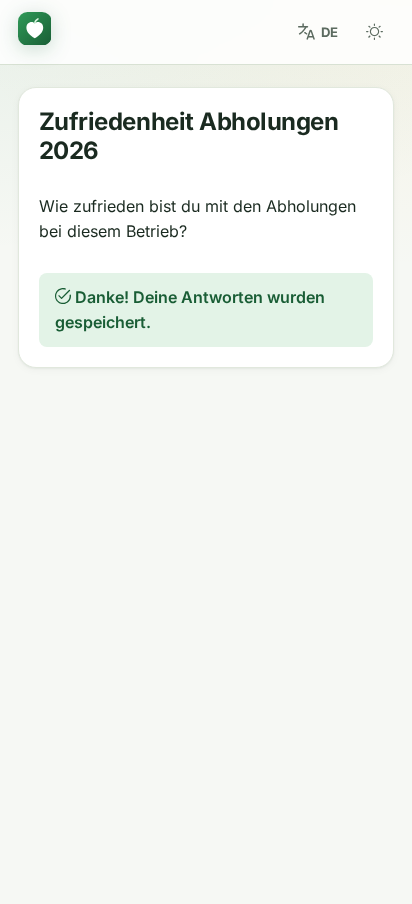 DE
Zufriedenheit Abholungen
2026
Wie zufrieden bist du mit den Abholungen
bei diesem Betrieb?
Danke! Deine Antworten wurden
gespeichert.